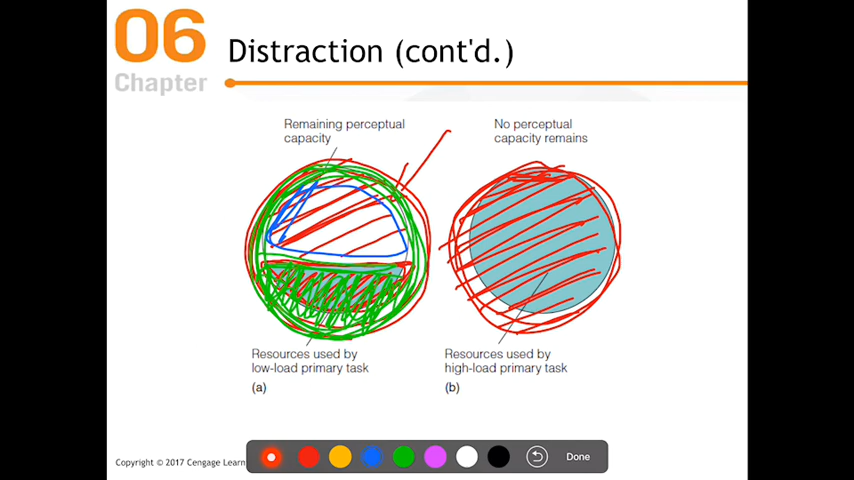 06
Chapter
Distraction (cont'd.)
Remaining perceptual
capacity
No perceptual
capacity remains
Resources used by
low-load primary task
(a)
Resources used by
high-load primary task
(b)
Copyright © 2017 Cengage Learn
Done